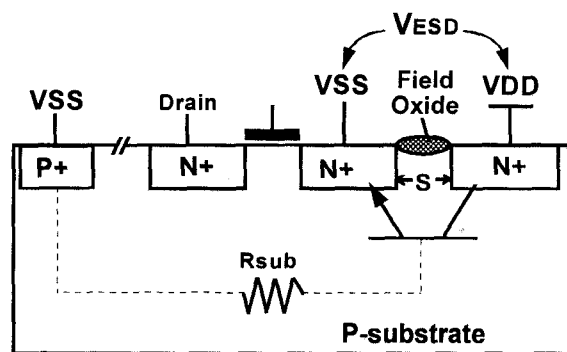 VESD
VSS
Drain
VSS
Field
Oxide
VDD
P+
N+
N+
S
N+
Rsub
P-substrate